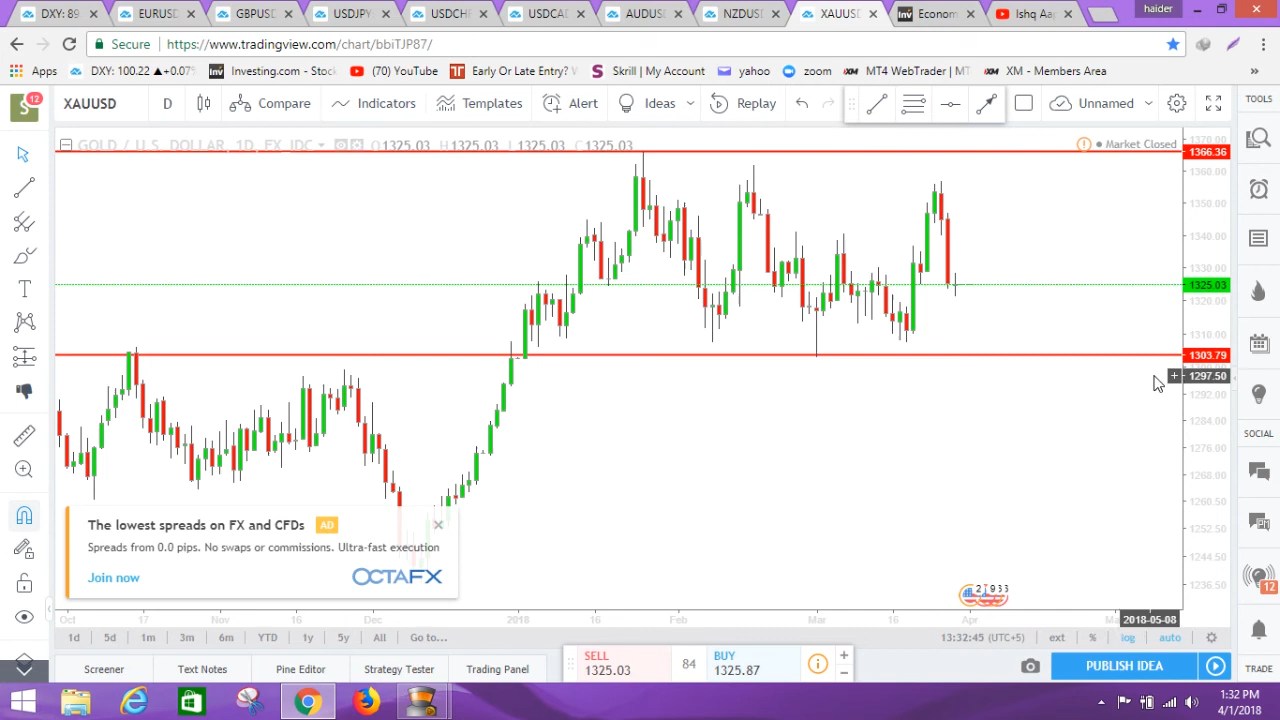 DXY: 89
EURUSD
GBPUSD
USDJPY
USDCHF
USDCAD
AUDUSD
NZDUSD
XAUUSD
Inv Econom
Ishq Aa
haider
Secure https://www.tradingview.com/chart/bbiTJP87/
Apps DXY: 100.22 ▲+0.07% Inv Investing.com - Stock (70) YouTube Early Or Late Entry? Skrill | My Account yahoo zoom XM MT4 WebTrader | MT XM - Members Area »
S 12 XAUUSD D Compare Indicators Templates Alert Ideas Replay Unnamed TOOLS
GOLD / U.S. DOLLAR, 1D, FX_IDC O1325.03 H1325.03 L1325.03 C1325.03
Market Closed
1370.00
1366.36
1360.00
1350.00
1340.00
1330.00
1325.03
1320.00
1310.00
1303.79
1297.50
1292.00
1284.00
1276.00
1268.00
1260.50
1252.50
1244.50
1236.50
SOCIAL
12
The lowest spreads on FX and CFDs AD
Spreads from 0.0 pips. No swaps or commissions. Ultra-fast execution
Join now OCTAFX
Oct 17 Nov 16 Dec 2018 16 Feb Mar 16 Apr 2018-05-08
1d 5d 1m 3m 6m YTD 1y 5y All Go to... 13:32:45 (UTC+5) ext % log auto
Screener Text Notes Pine Editor Strategy Tester Trading Panel
SELL 84 BUY
1325.03 1325.87
PUBLISH IDEA TRADE
1:32 PM
4/1/2018